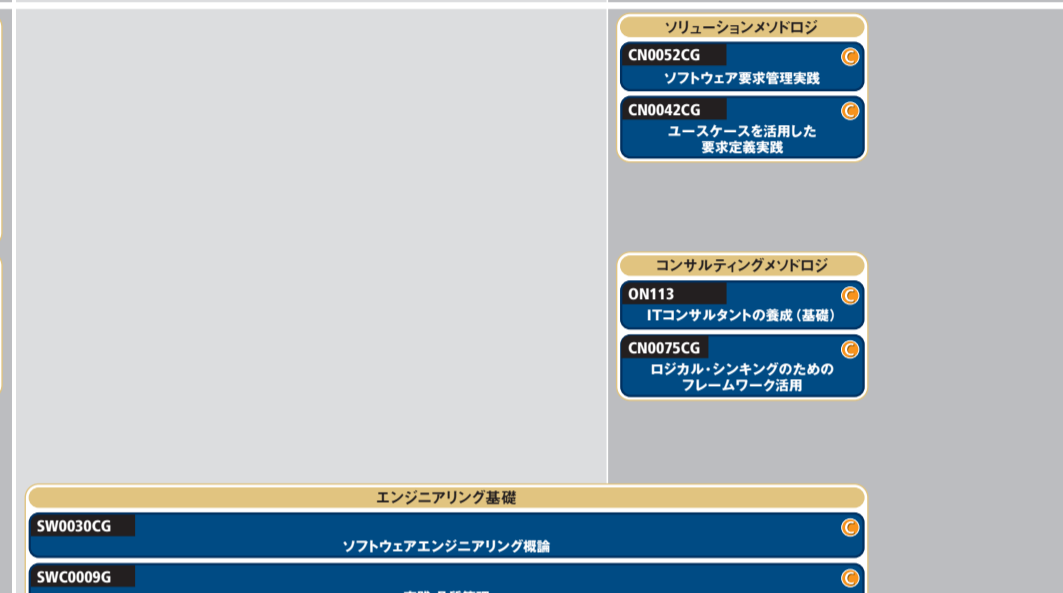 ソリューションメソドロジ
CN0052CG
C
ソフトウェア要求管理実践
CN0042CG
C
ユースケースを活用した
要求定義実践
コンサルティングメソドロジ
ON113
C
ITコンサルタントの養成（基礎）
CN0075CG
C
ロジカル・シンキングのための
フレームワーク活用
エンジニアリング基礎
SW0030CG
C
ソフトウェアエンジニアリング概論
SWC0009G
C